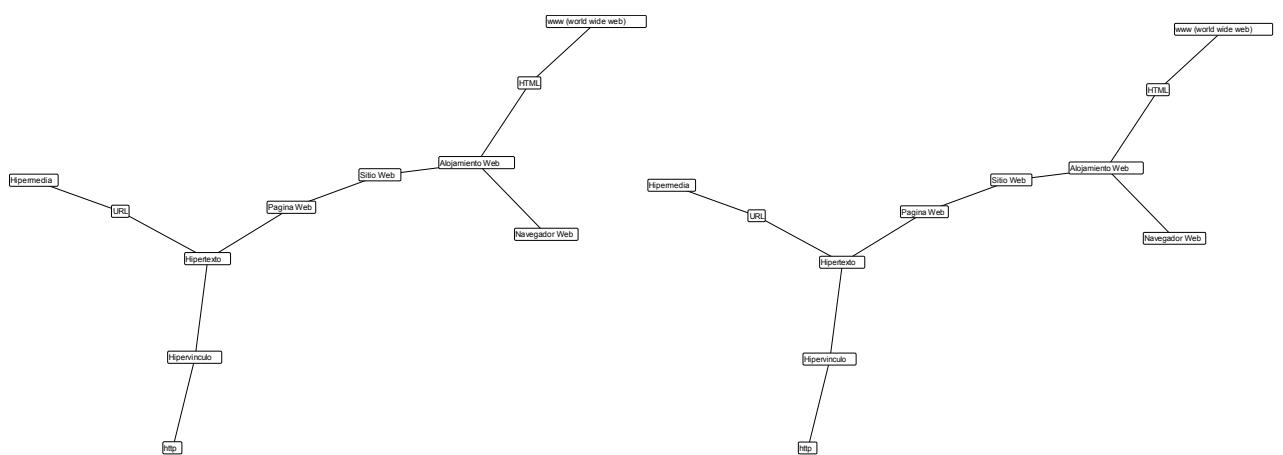 www (world wide web)
HTML
Alojamiento Web
Sitio Web
Hipermedia
Pagina Web
URL
Navegador Web
Hipertexto
Hipervinculo
http
www (world wide web)
HTML
Alojamiento Web
Sitio Web
Hipermedia
Pagina Web
URL
Navegador Web
Hipertexto
Hipervinculo
http